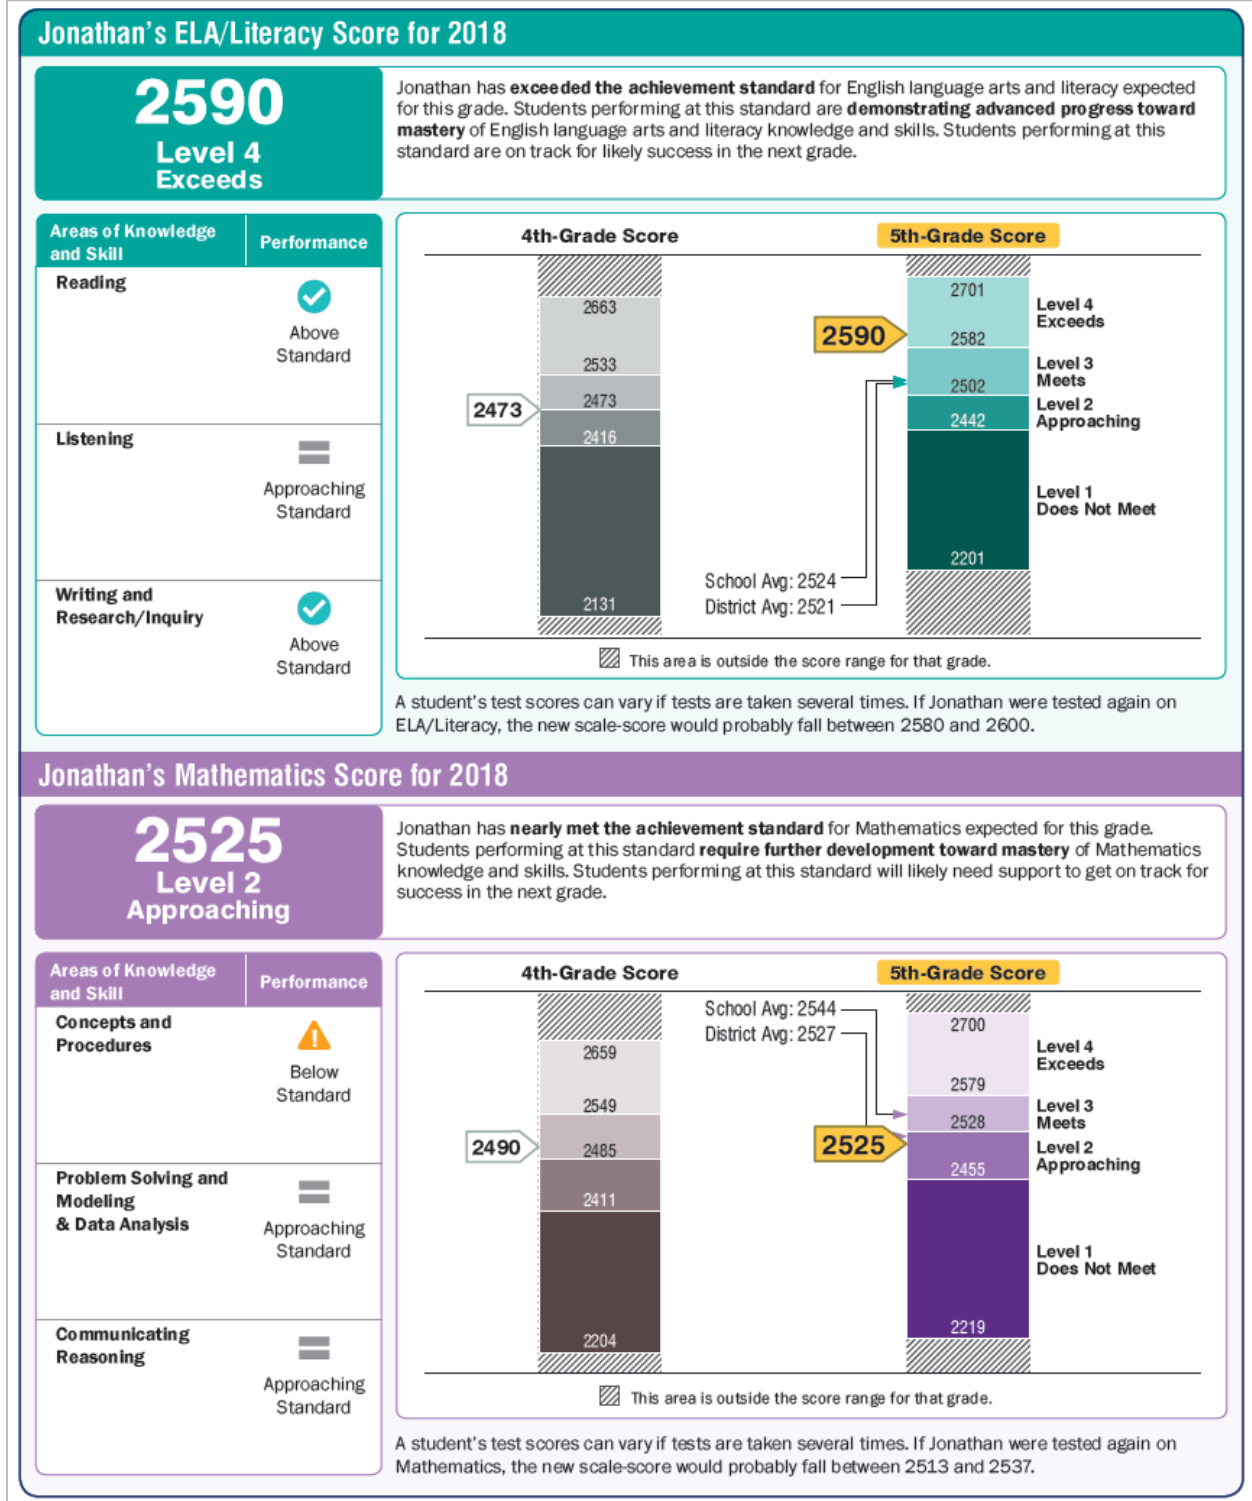 Jonathan's ELA/Literacy Score for 2018
2590
Level 4
Exceeds
Jonathan has exceeded the achievement standard for English language arts and literacy expected
for this grade. Students performing at this standard are demonstrating advanced progress toward
mastery of English language arts and literacy knowledge and skills. Students performing at this
standard are on track for likely success in the next grade.
Areas of Knowledge
and Skill
Performance
Reading
Above
Standard
Listening
Approaching
Standard
Writing and
Research/Inquiry
Above
Standard
4th-Grade Score
5th-Grade Score
2663
2533
2473
2473
2416
2131
2701
2590
2582
2502
2442
2201
Level 4
Exceeds
Level 3
Meets
Level 2
Approaching
Level 1
Does Not Meet
School Avg: 2524
District Avg: 2521
This area is outside the score range for that grade.
A student's test scores can vary if tests are taken several times. If Jonathan were tested again on
ELA/Literacy, the new scale-score would probably fall between 2580 and 2600.
Jonathan's Mathematics Score for 2018
2525
Level 2
Approaching
Jonathan has nearly met the achievement standard for Mathematics expected for this grade.
Students performing at this standard require further development toward mastery of Mathematics
knowledge and skills. Students performing at this standard will likely need support to get on track for
success in the next grade.
Areas of Knowledge
and Skill
Performance
Concepts and
Procedures
Below
Standard
Problem Solving and
Modeling
& Data Analysis
Approaching
Standard
Communicating
Reasoning
Approaching
Standard
4th-Grade Score
5th-Grade Score
School Avg: 2544
District Avg: 2527
2659
2549
2490
2485
2411
2204
2700
2579
2528
2525
2455
2219
Level 4
Exceeds
Level 3
Meets
Level 2
Approaching
Level 1
Does Not Meet
This area is outside the score range for that grade.
A student's test scores can vary if tests are taken several times. If Jonathan were tested again on
Mathematics, the new scale-score would probably fall between 2513 and 2537.